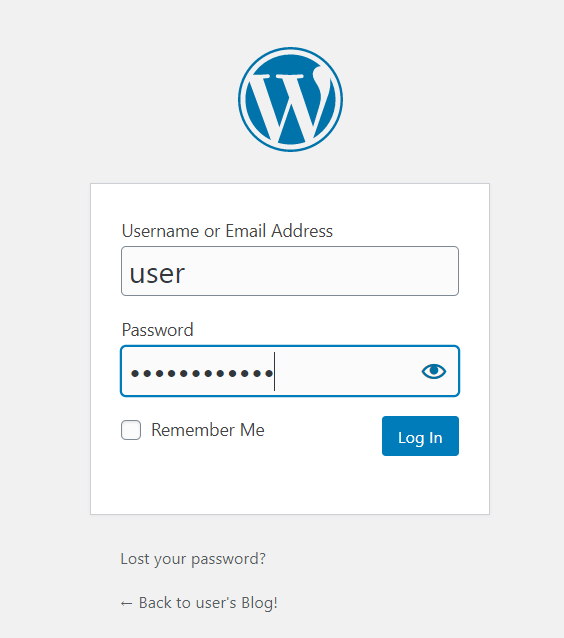 Username or Email Address
user
Password
••••••••••••
Remember Me
Log In
Lost your password?
← Back to user's Blog!